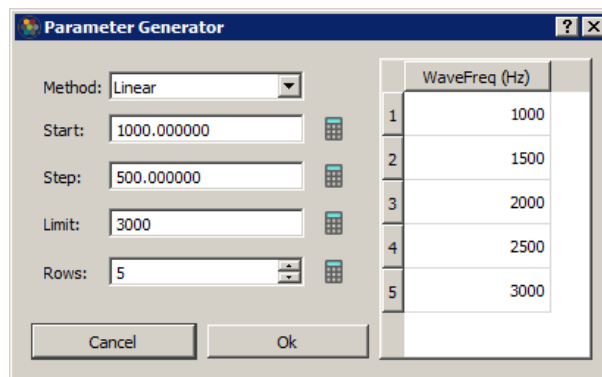 Parameter Generator
Method: Linear
Start: 1000.000000
Step: 500.000000
Limit: 3000
Rows: 5
Cancel Ok
WaveFreq (Hz)
1 1000
2 1500
3 2000
4 2500
5 3000